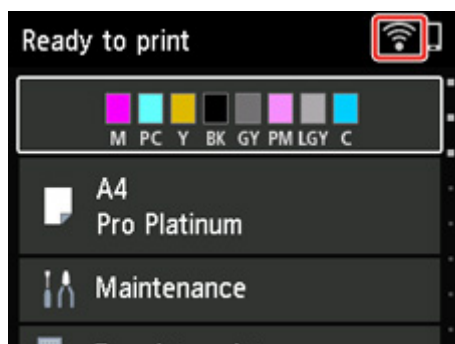 Ready to print
M PC Y BK GY PM LGY C
A4
Pro Platinum
Maintenance